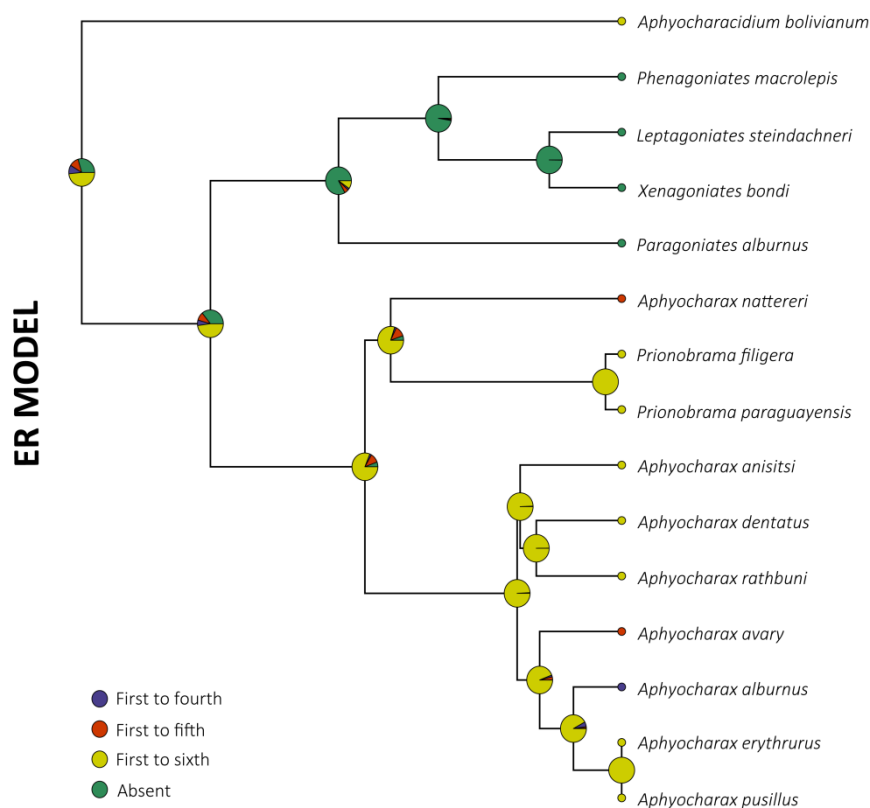 Aphyocharacidium bolivianum
Phenagoniates macrolepis
Leptagoniates steindachneri
Xenagoniates bondi
Paragoniates alburnus
Aphyocharax nattereri
ER MODEL
Prionobrama filigera
Prionobrama paraguayensis
Aphyocharax anisitsi
Aphyocharax dentatus
Aphyocharax rathbuni
Aphyocharax avary
Aphyocharax alburnus
Aphyocharax erythrurus
Aphyocharax pusillus
First to fourth
First to fifth
First to sixth
Absent